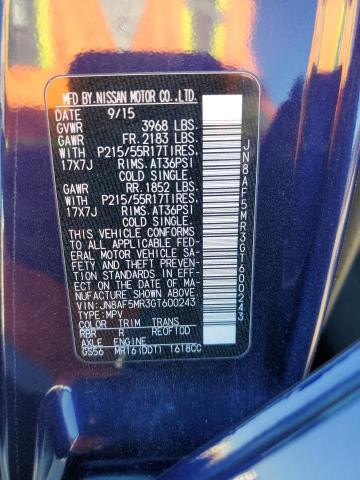 MFD.BY.NISSAN MOTOR CO.,LTD.
DATE 9/15
GVWR 3968 LBS.
GAWR FR.2183 LBS.
WITH P215/55R17TIRES,
17X7J RIMS.AT36PSI
COLD SINGLE.
GAWR RR.1852 LBS.
WITH P215/55R17TIRES,
17X7J RIMS.AT36PSI
COLD SINGLE.
THIS VEHICLE CONFORMS
TO ALL APPLICABLE FED-
ERAL MOTOR VEHICLE SA-
FETY AND THEFT PREVEN-
TION STANDARDS IN EFF-
ECT ON THE DATE OF MA-
NUFACTURE SHOWN ABOVE.
VIN: JN8AF5MR3GT600243
TYPE:MPV
COLOR TRIM TRANS
RBR R RE0F10D
AXLE ENGINE
GS56 MR16DDT1 1618CC
JN8AF5MR3GT600243